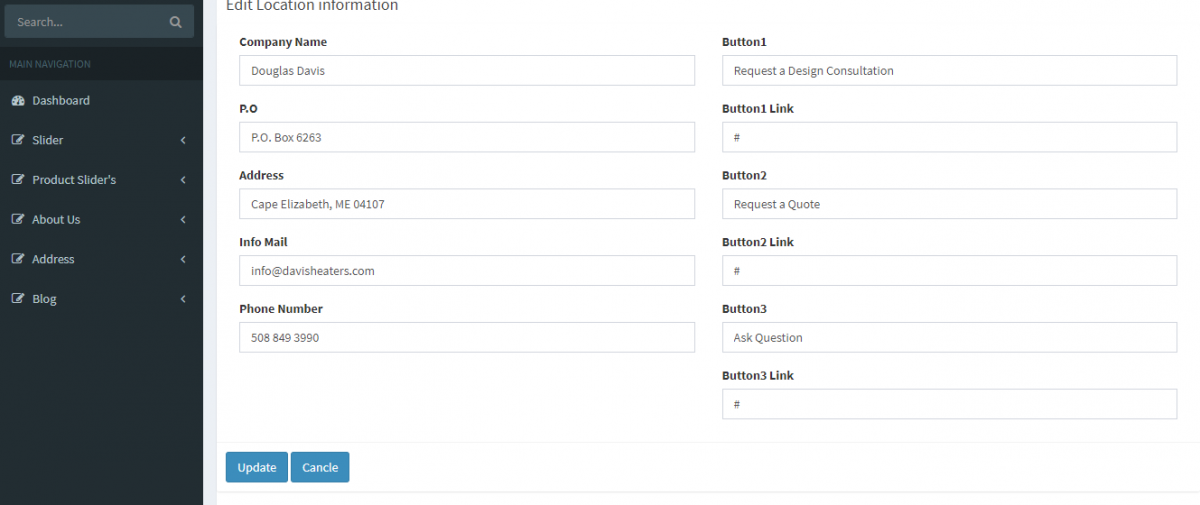 Edit Location information
Search...
MAIN NAVIGATION
Dashboard
Slider
Product Slider's
About Us
Address
Blog
Company Name
Douglas Davis
P.O
P.O. Box 6263
Address
Cape Elizabeth, ME 04107
Info Mail
info@davisheaters.com
Phone Number
508 849 3990
Button1
Request a Design Consultation
Button1 Link
#
Button2
Request a Quote
Button2 Link
#
Button3
Ask Question
Button3 Link
#
Update Cancle